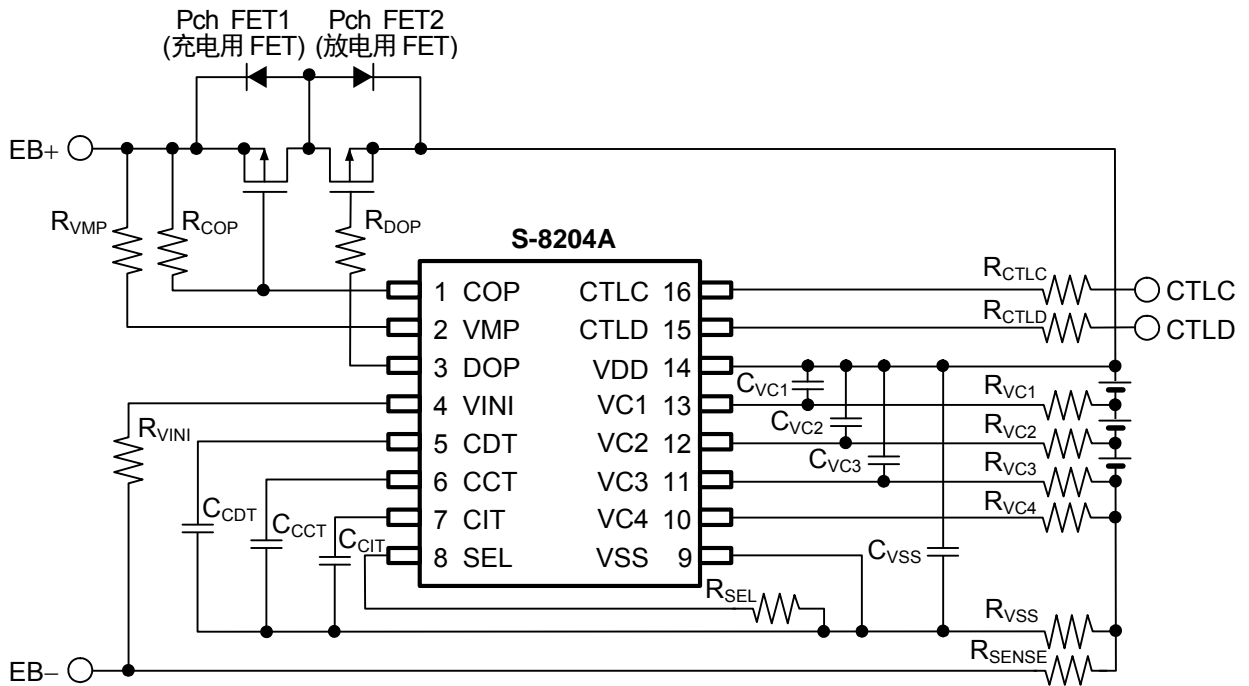 Pch FET1 Pch FET2
(充电用 FET) (放电用 FET)
EB+
RVMP RCOP RDOP
S-8204A
1 COP CTLC 16 RCTLC CTLC
2 VMP CTLD 15 RCTLD CTLD
3 DOP VDD 14
CVC1
4 VINI VC1 13 RVC1
RVINI CVC2
5 CDT VC2 12 RVC2
CVC3
6 CCT VC3 11 RVC3
CCDT CCCT CCIT
7 CIT VC4 10 RVC4
8 SEL VSS 9 CVSS
RSEL
RVSS
RSENSE
EB−